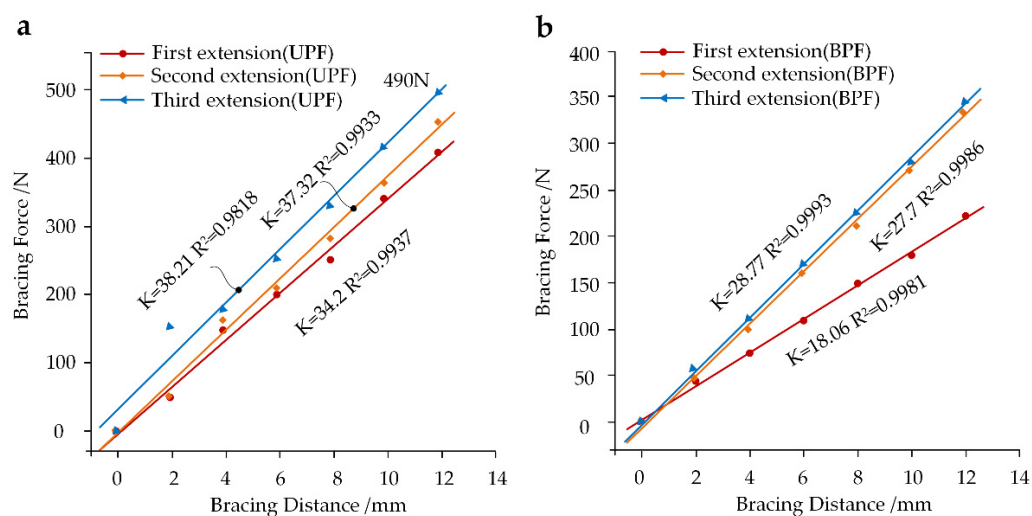 a
First extension(UPF)
Second extension(UPF)
Third extension(UPF)
490N
K=38.21 R²=0.9818
K=37.32 R²=0.9933
K=34.2 R²=0.9937
500
400
300
200
100
0
Bracing Force /N
0 2 4 6 8 10 12 14
Bracing Distance /mm
b
First extension(BPF)
Second extension(BPF)
Third extension(BPF)
K=28.77 R²=0.9993
K=27.7 R²=0.9986
K=18.06 R²=0.9981
400
350
300
250
200
150
100
50
0
Bracing Force /N
0 2 4 6 8 10 12 14
Bracing Distance /mm